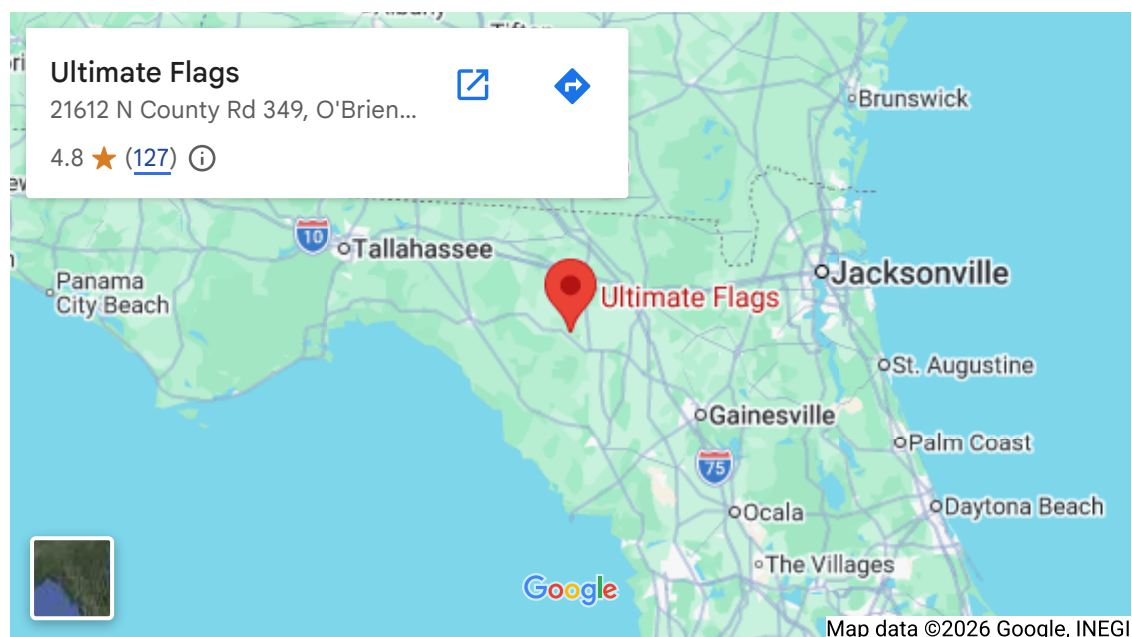 Tifton
Ultimate Flags
21612 N County Rd 349, O'Brien...
4.8 ★ (127)
Brunswick
10
Tallahassee
Panama
City Beach
Jacksonville
Ultimate Flags
St. Augustine
Gainesville
Palm Coast
75
Ocala
Daytona Beach
The Villages
Google
Map data ©2026 Google, INEGI